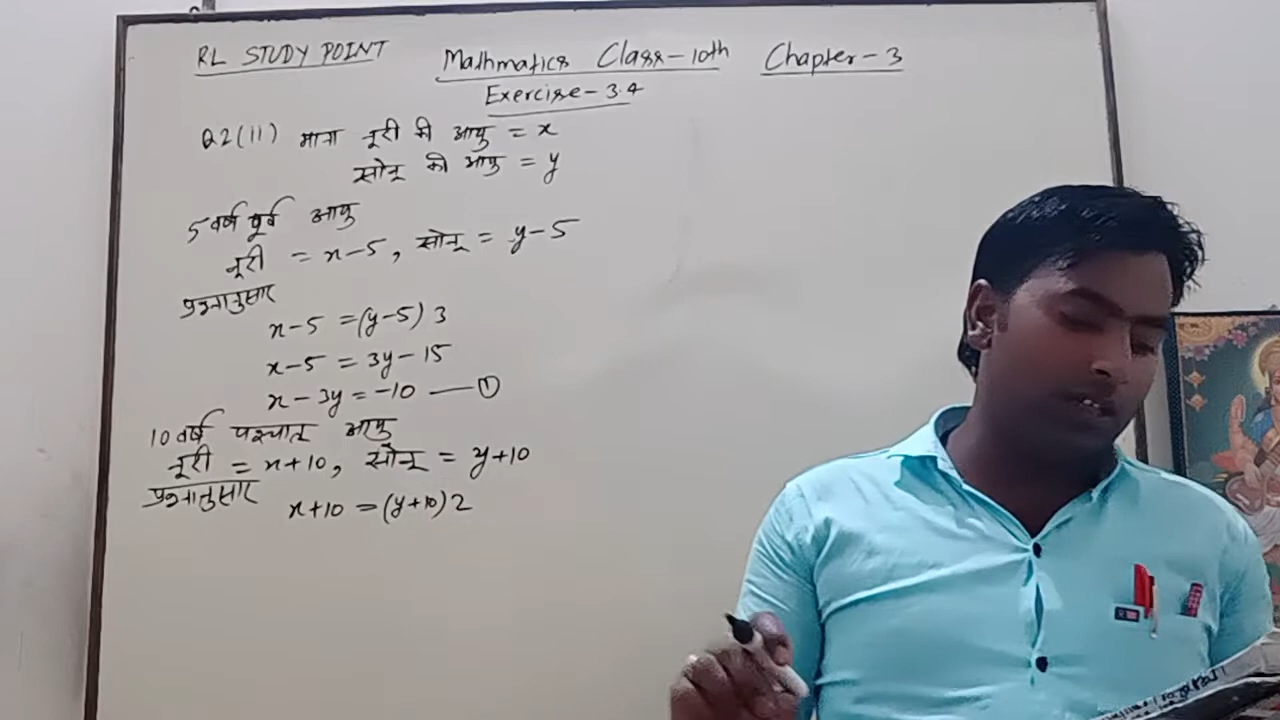 RL STUDY POINT Mathmatics Class-10th Chapter-3
Exercise-3.4
Q2(11) माना नूरी की आयु = x
सोनू की आयु = y
5 वर्ष पूर्व आयु
नूरी = x-5, सोनू = y-5
प्रश्नानुसार
x-5 = (y-5) 3
x-5 = 3y-15
x-3y = -10 —— ①
10 वर्ष पश्चात् आयु
नूरी = x+10, सोनू = y+10
प्रश्नानुसार x+10 = (y+10) 2